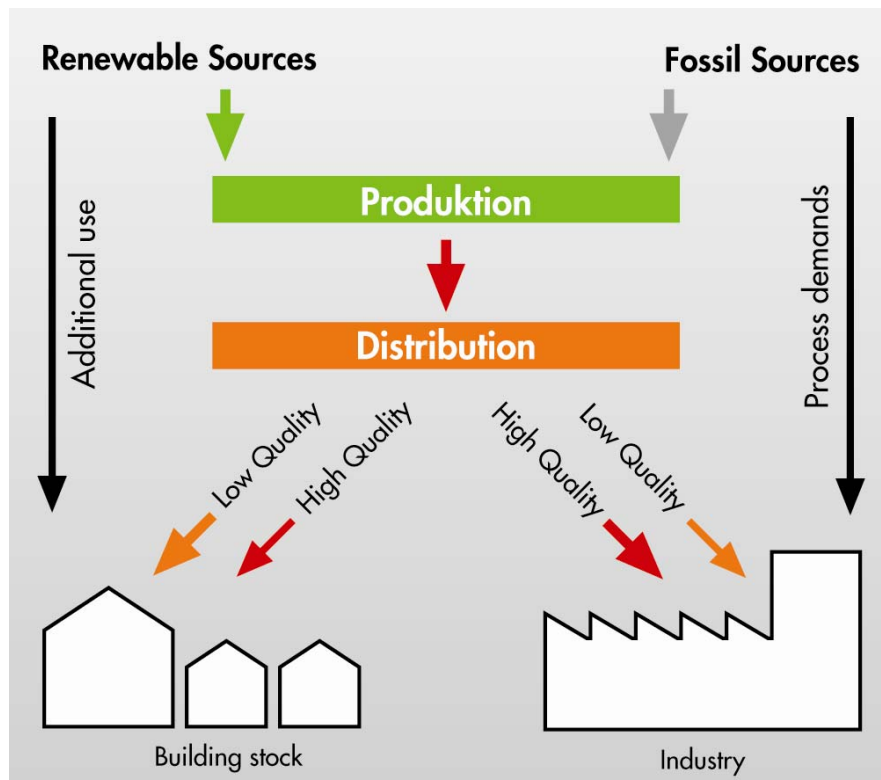 Renewable Sources
Fossil Sources
Produktion
Additional use
Process demands
Distribution
Low Quality
High Quality
High Quality
Low Quality
Building stock
Industry